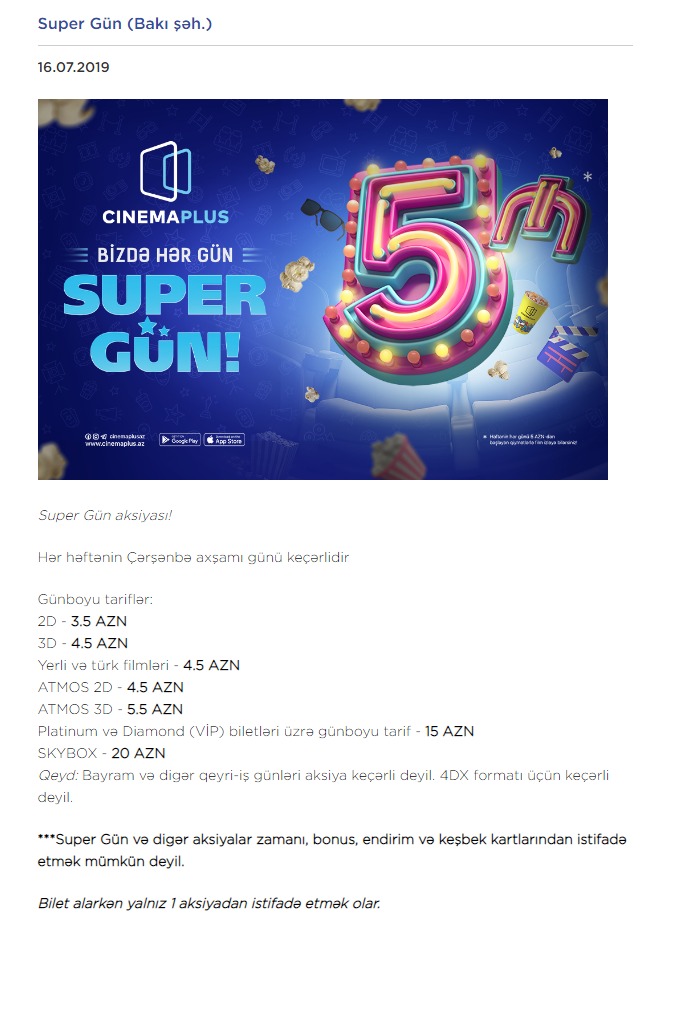 Super Gün (Bakı şəh.)
16.07.2019
CINEMAPLUS
BİZDƏ HƏR GÜN
SUPER
GÜN!
5₼*
cinemaplusaz
www.cinemaplus.az
Google Play
App Store
* Həftənin hər günü 5 AZN-dən
başlayan qiymətlərlə film izləyə bilərsiniz!
Super Gün aksiyası!
Hər həftənin Çərşənbə axşamı günü keçərlidir
Günboyu tariflər:
2D - 3.5 AZN
3D - 4.5 AZN
Yerli və türk filmləri - 4.5 AZN
ATMOS 2D - 4.5 AZN
ATMOS 3D - 5.5 AZN
Platinum və Diamond (VİP) biletləri üzrə günboyu tarif - 15 AZN
SKYBOX - 20 AZN
Qeyd: Bayram və digər qeyri-iş günləri aksiya keçərli deyil. 4DX formatı üçün keçərli
deyil.
***Super Gün və digər aksiyalar zamanı, bonus, endirim və keşbek kartlarından istifadə
etmək mümkün deyil.
Bilet alarkən yalnız 1 aksiyadan istifadə etmək olar.